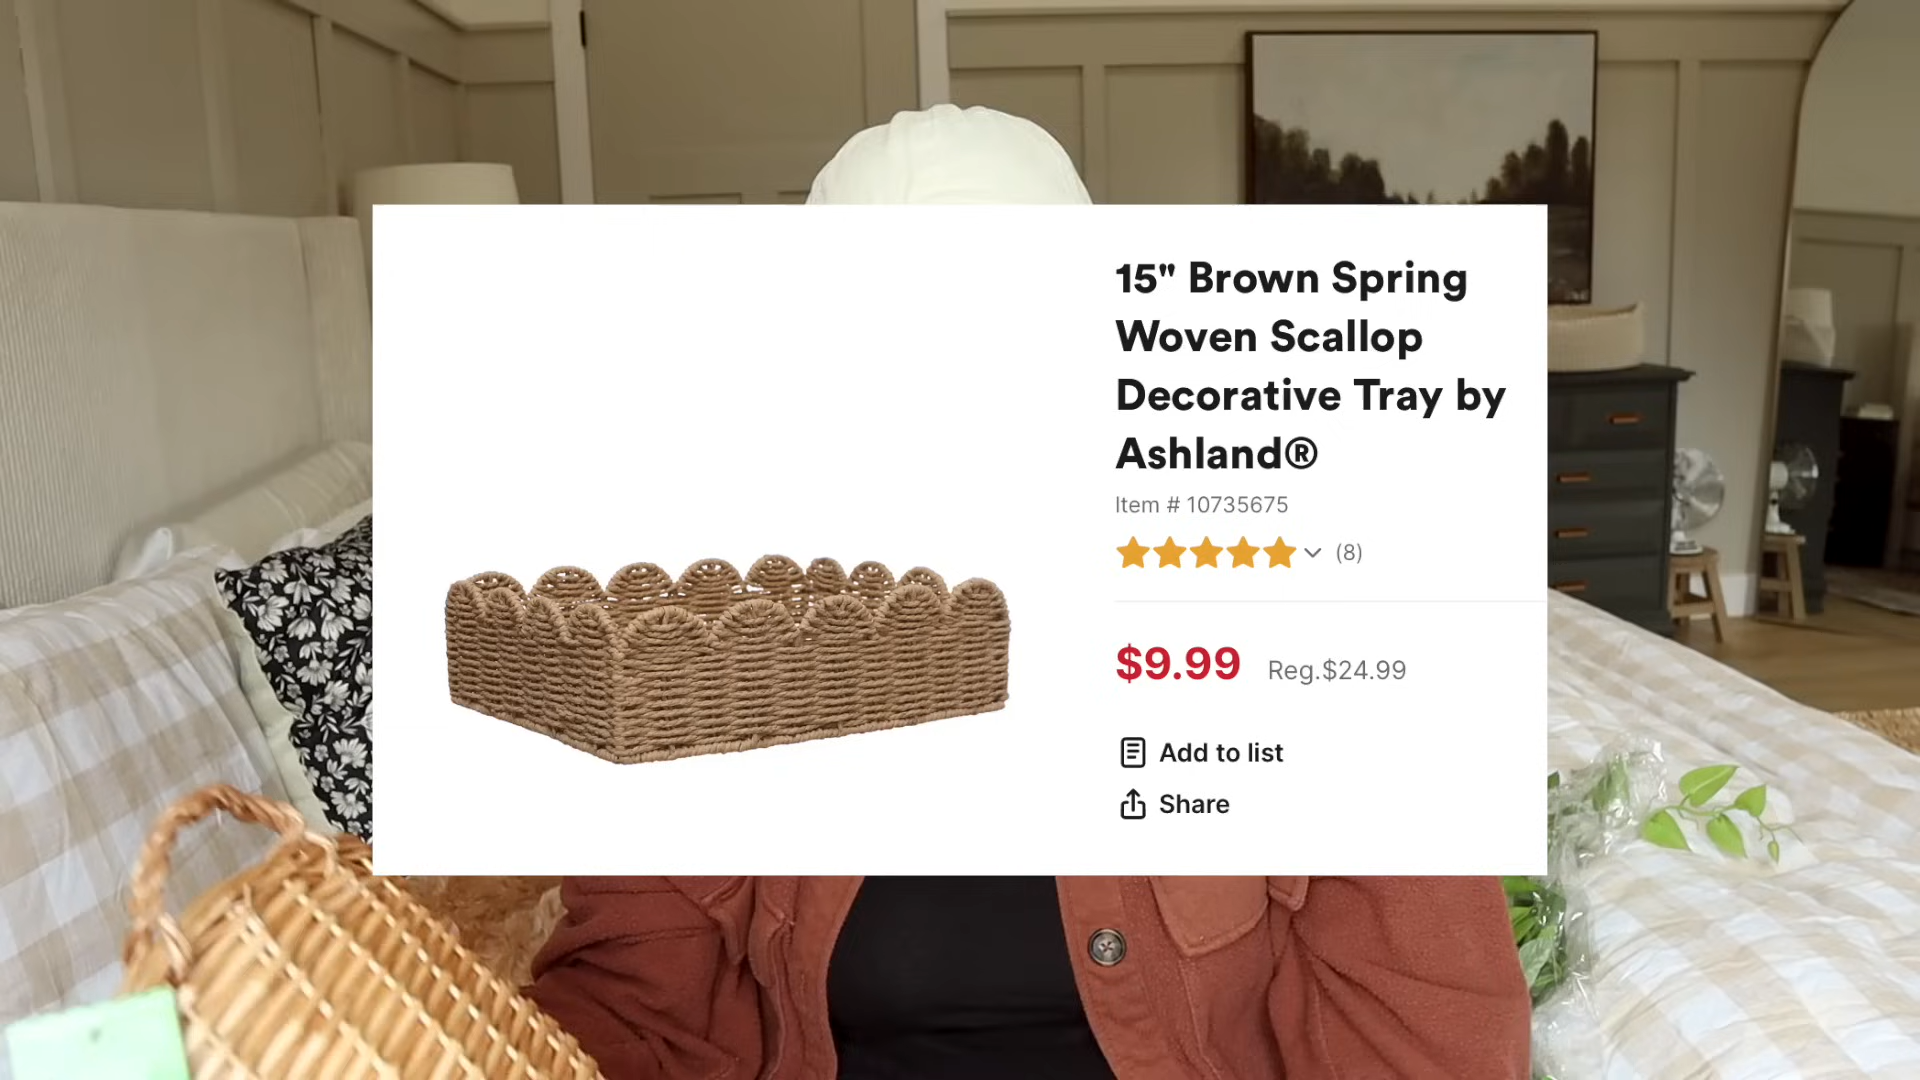 15" Brown Spring
Woven Scallop
Decorative Tray by
Ashland®
Item # 10735675
(8)
$9.99 Reg.$24.99
Add to list
Share